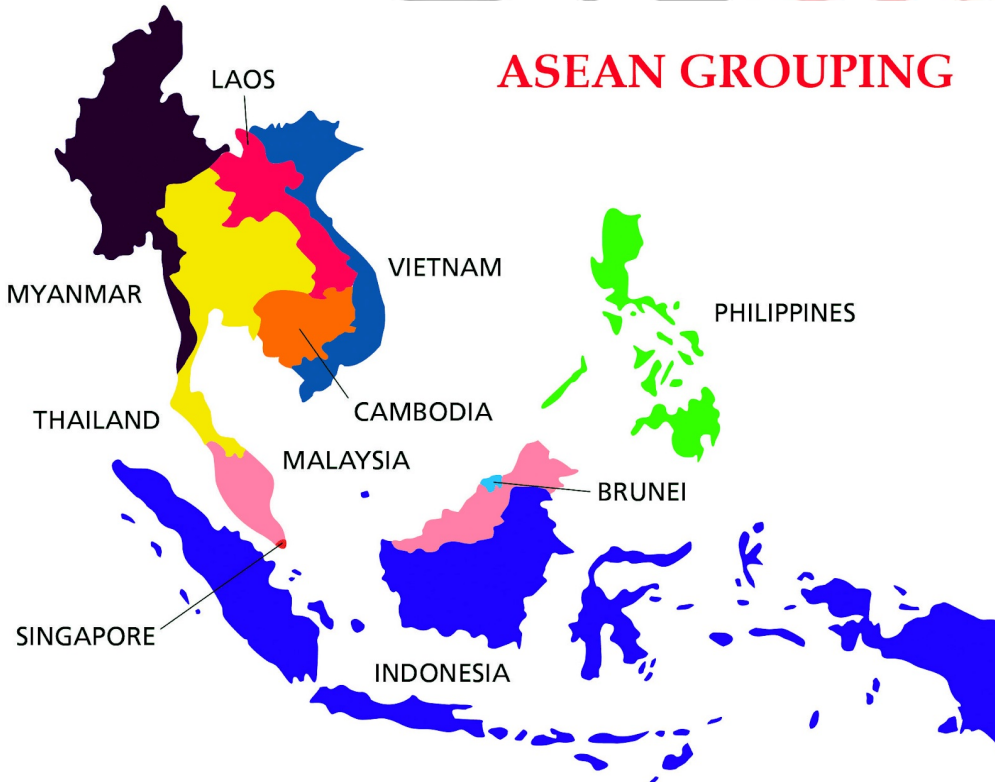 ASEAN GROUPING
LAOS
VIETNAM
MYANMAR
PHILIPPINES
CAMBODIA
THAILAND
MALAYSIA
BRUNEI
SINGAPORE
INDONESIA